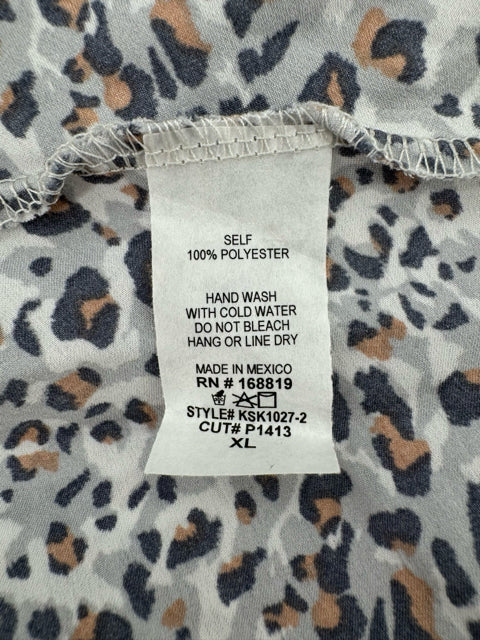 SELF
100% POLYESTER
HAND WASH
WITH COLD WATER
DO NOT BLEACH
HANG OR LINE DRY
MADE IN MEXICO
RN # 168819
STYLE# KSK1027-2
CUT# P1413
XL